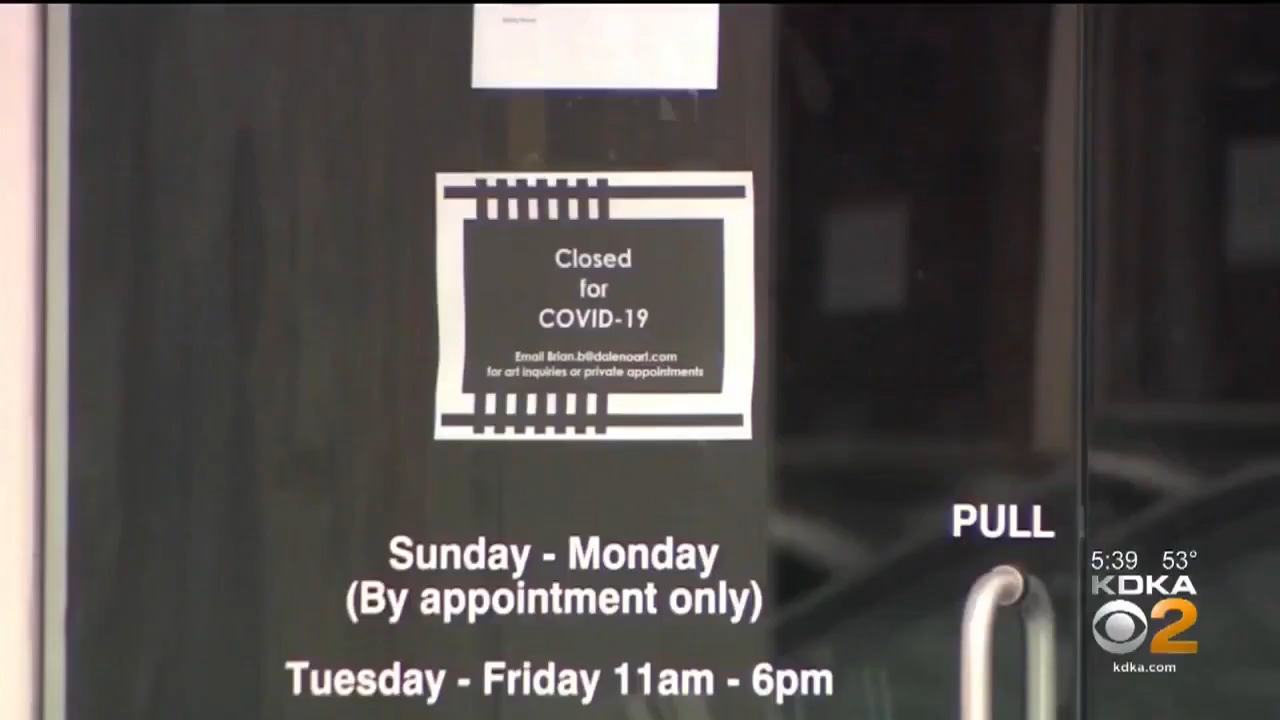 Closed
for
COVID-19
Email Brian.b@dalenoart.com
for art inquiries or private appointments
PULL
Sunday - Monday
(By appointment only)
Tuesday - Friday 11am - 6pm
5:39 53°
KDKA
2
kdka.com